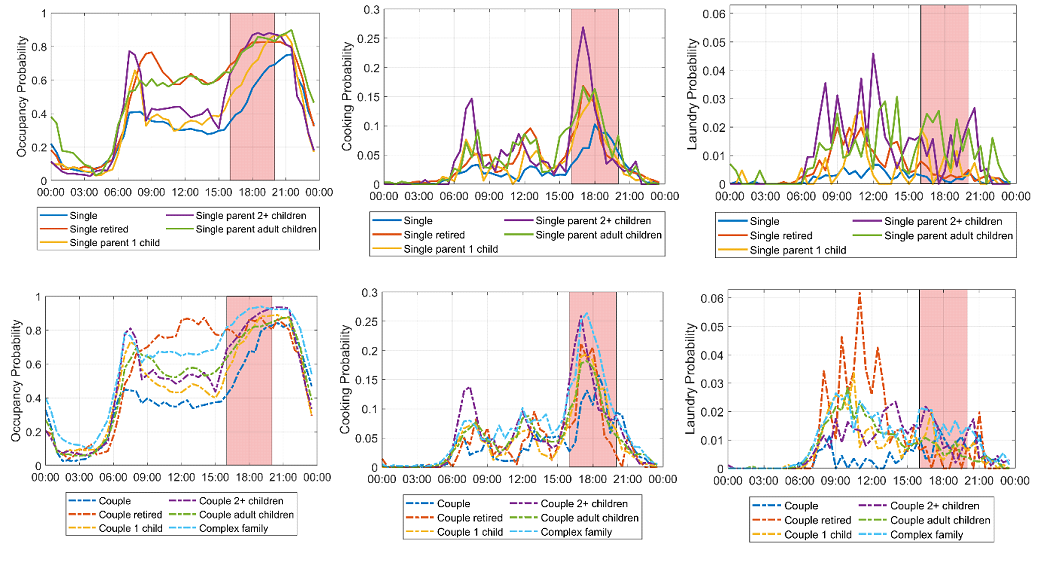 Occupancy Probability
1
0.8
0.6
0.4
0.2
0
00:00 03:00 06:00 09:00 12:00 15:00 18:00 21:00 00:00
Single Single parent 2+ children
Single retired Single parent adult children
Single parent 1 child
Cooking Probability
0.3
0.25
0.2
0.15
0.1
0.05
0
00:00 03:00 06:00 09:00 12:00 15:00 18:00 21:00 00:00
Single Single parent 2+ children
Single retired Single parent adult children
Single parent 1 child
Laundry Probability
0.06
0.05
0.04
0.03
0.02
0.01
0
00:00 03:00 06:00 09:00 12:00 15:00 18:00 21:00 00:00
Single Single parent 2+ children
Single retired Single parent adult children
Single parent 1 child
Occupancy Probability
1
0.8
0.6
0.4
0.2
0
00:00 03:00 06:00 09:00 12:00 15:00 18:00 21:00 00:00
Couple Couple 2+ children
Couple retired Couple adult children
Couple 1 child Complex family
Cooking Probability
0.3
0.25
0.2
0.15
0.1
0.05
0
00:00 03:00 06:00 09:00 12:00 15:00 18:00 21:00 00:00
Couple Couple 2+ children
Couple retired Couple adult children
Couple 1 child Complex family
Laundry Probability
0.06
0.05
0.04
0.03
0.02
0.01
0
00:00 03:00 06:00 09:00 12:00 15:00 18:00 21:00 00:00
Couple Couple 2+ children
Couple retired Couple adult children
Couple 1 child Complex family